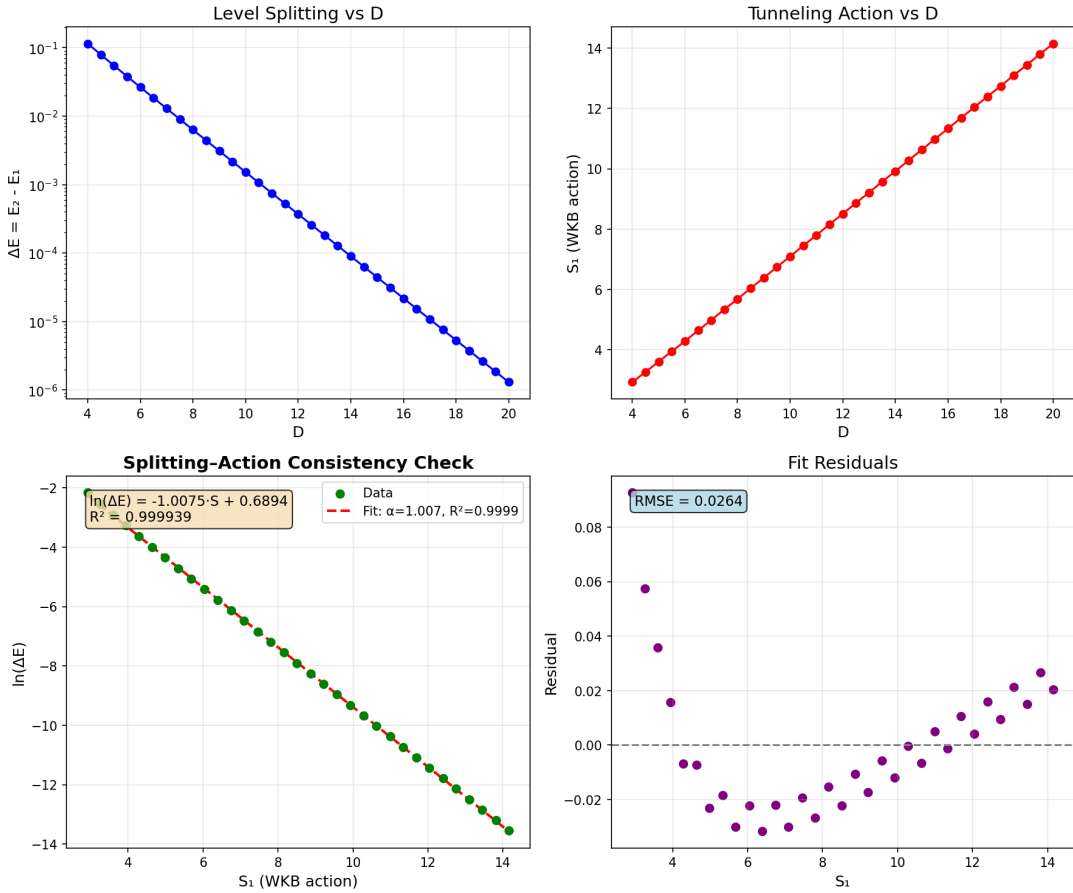 Level Splitting vs D
ΔE = E₂ - E₁
10⁻¹
10⁻²
10⁻³
10⁻⁴
10⁻⁵
10⁻⁶
4 6 8 10 12 14 16 18 20
D
Tunneling Action vs D
S₁ (WKB action)
14
12
10
8
6
4
4 6 8 10 12 14 16 18 20
D
Splitting–Action Consistency Check
ln(ΔE) = -1.0075·S + 0.6894
R² = 0.999939
Data
Fit: α=1.007, R²=0.9999
ln(ΔE)
−2
−4
−6
−8
−10
−12
−14
4 6 8 10 12 14
S₁ (WKB action)
Fit Residuals
RMSE = 0.0264
Residual
0.08
0.06
0.04
0.02
0.00
−0.02
4 6 8 10 12 14
S₁